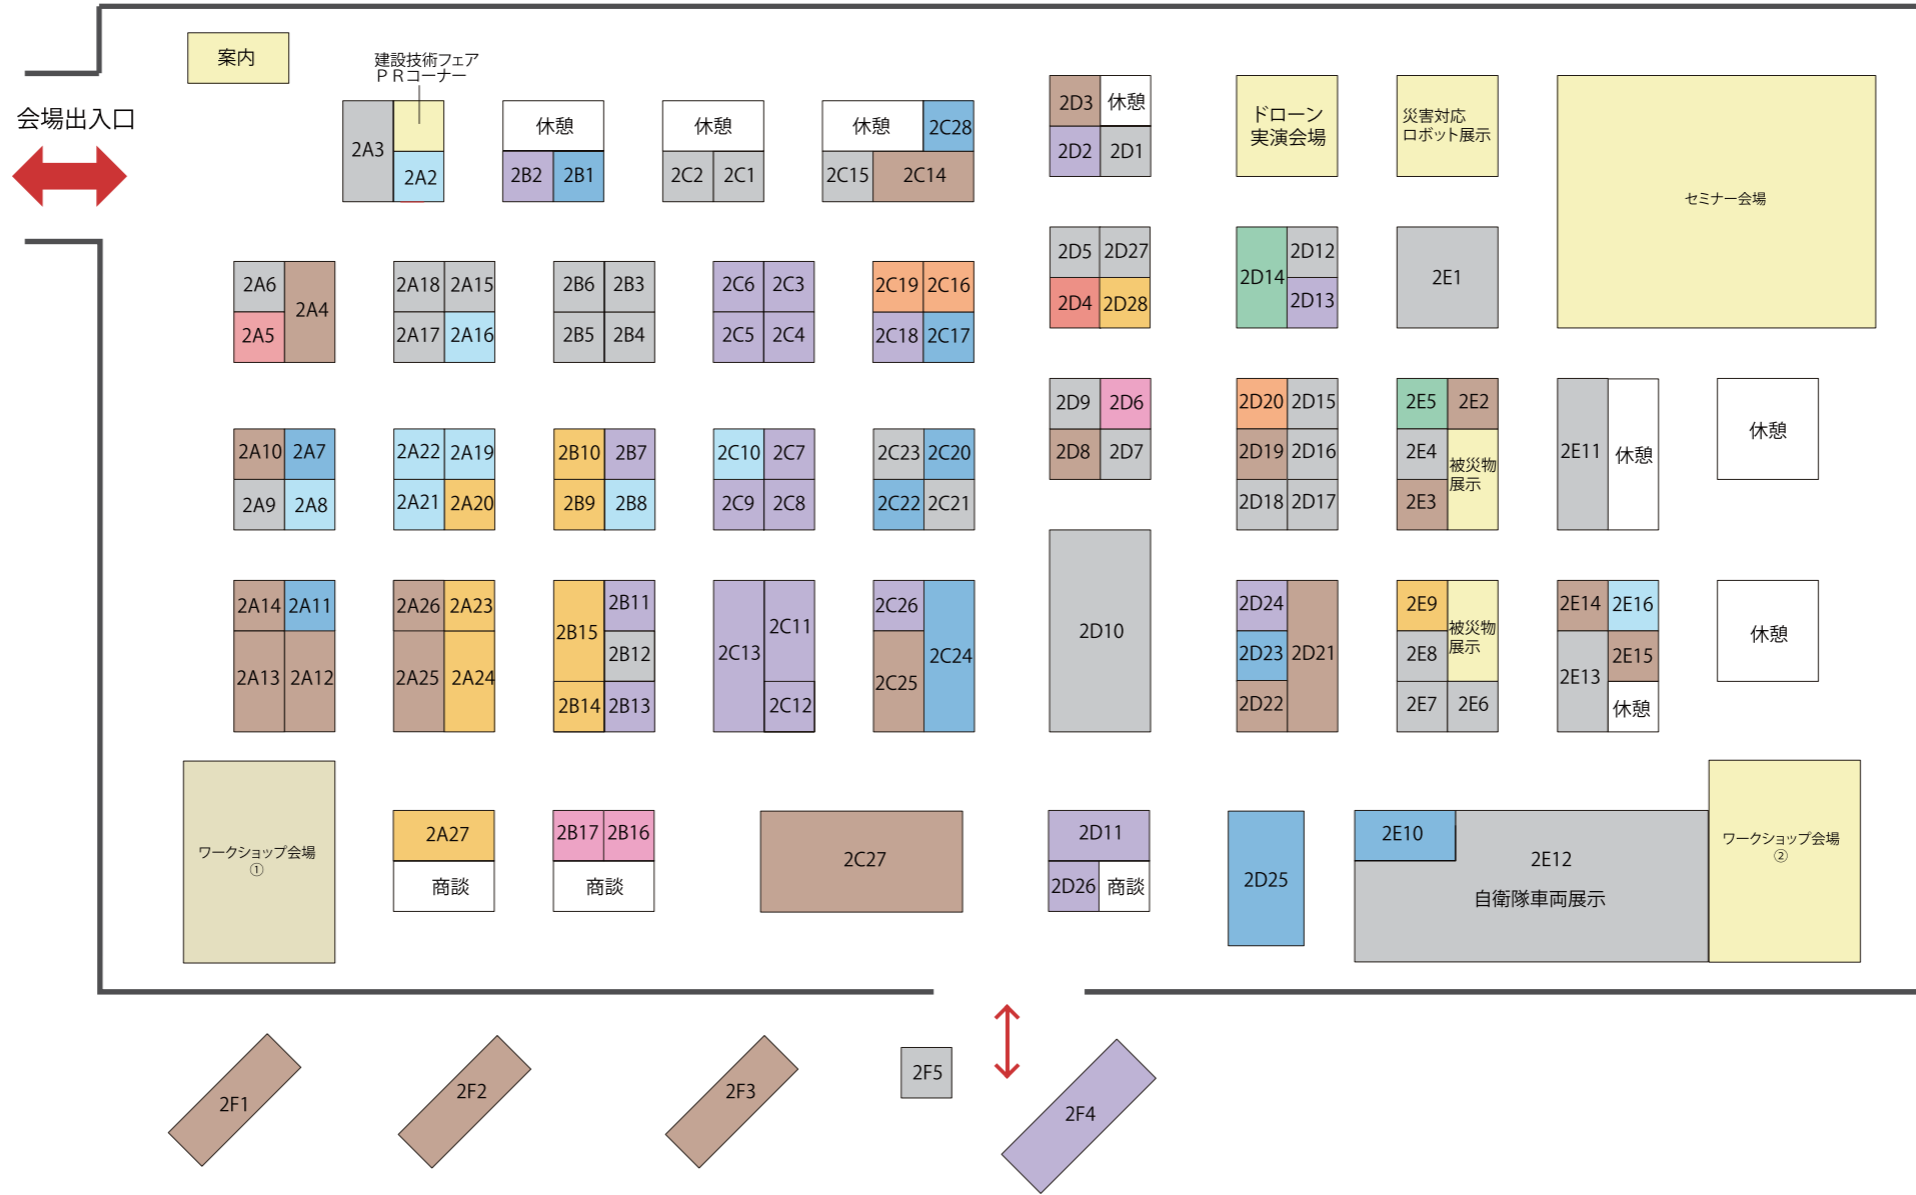 案内
建設技術フェア
ＰＲコーナー
会場出入口
2A3
2A2
休憩
2B2
2B1
休憩
2C2
2C1
休憩
2C28
2C15
2C14
2D3
休憩
2D2
2D1
ドローン
実演会場
災害対応
ロボット展示
セミナー会場
2A6
2A4
2A5
2A18
2A15
2A17
2A16
2B6
2B3
2B5
2B4
2C6
2C3
2C5
2C4
2C19
2C16
2C18
2C17
2D5
2D27
2D4
2D28
2D14
2D12
2D13
2E1
2A10
2A7
2A9
2A8
2A22
2A19
2A21
2A20
2B10
2B7
2B9
2B8
2C10
2C7
2C9
2C8
2C23
2C20
2C22
2C21
2D9
2D6
2D8
2D7
2D20
2D15
2D19
2D16
2D18
2D17
2E5
2E2
2E4
被災物
展示
2E3
2E11
休憩
休憩
2A14
2A11
2A13
2A12
2A26
2A23
2A25
2A24
2B15
2B11
2B12
2B14
2B13
2C13
2C11
2C12
2C26
2C24
2C25
2D10
2D24
2D21
2D23
2D22
2E9
被災物
展示
2E8
2E7
2E6
2E14
2E16
2E15
2E13
休憩
休憩
ワークショップ会場
①
2A27
商談
2B17
2B16
商談
2C27
2D11
2D26
商談
2D25
2E10
2E12
自衛隊車両展示
ワークショップ会場
②
2F1
2F2
2F3
2F5
2F4